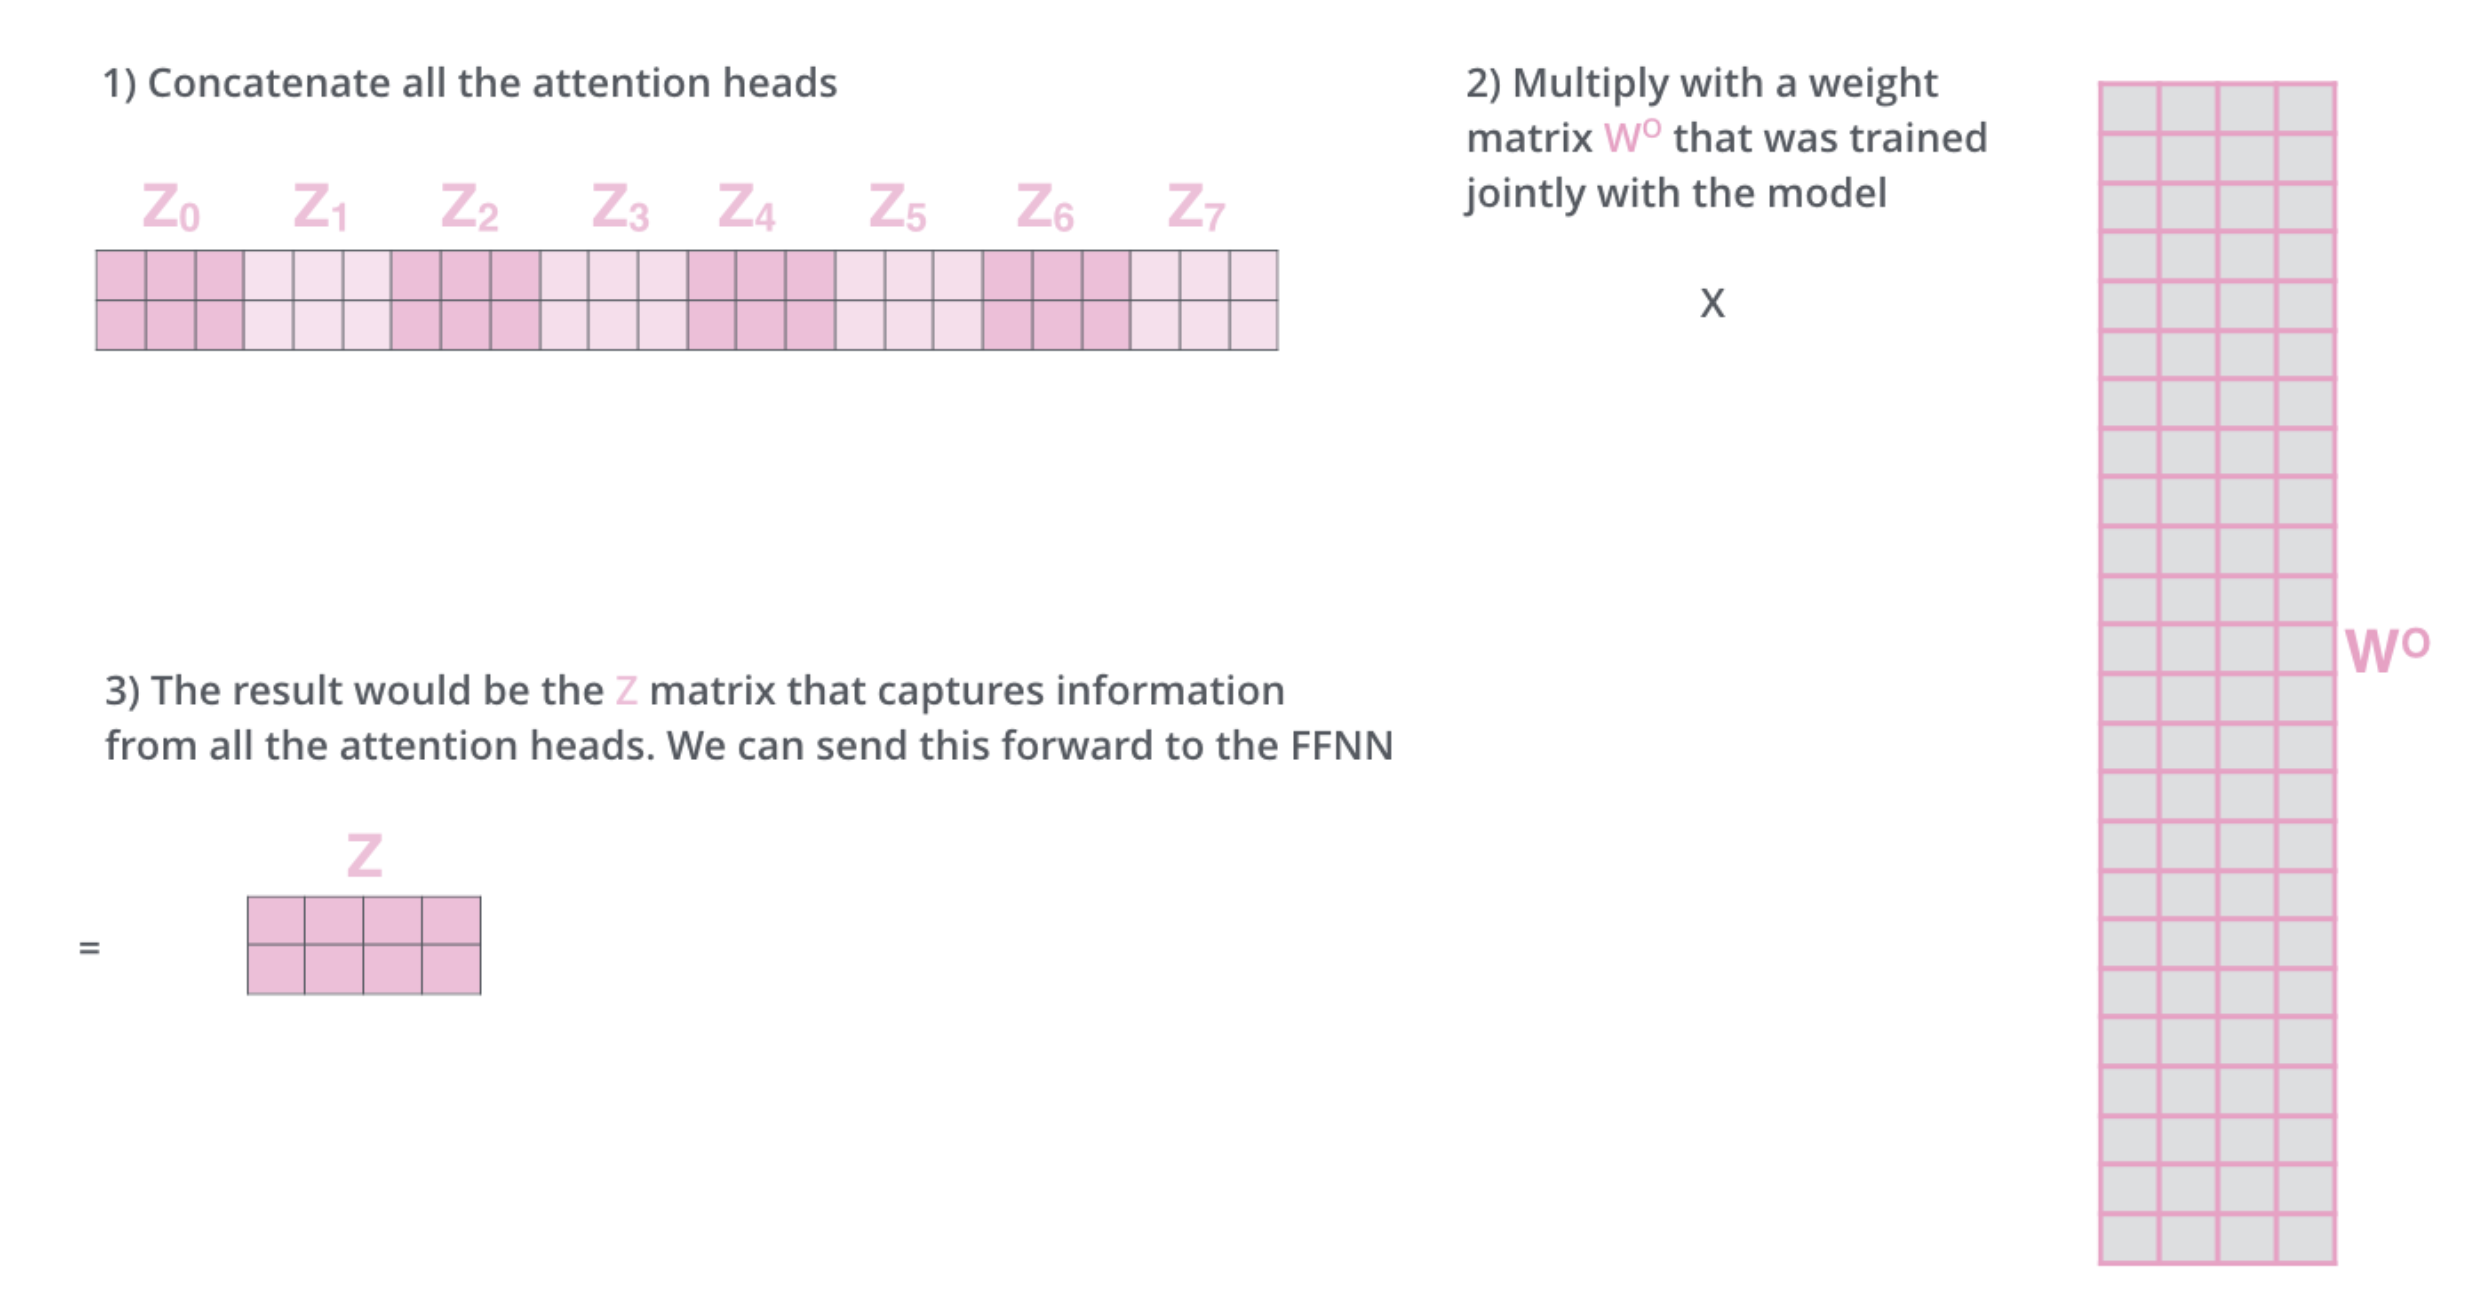 1) Concatenate all the attention heads
Z0 Z1 Z2 Z3 Z4 Z5 Z6 Z7
2) Multiply with a weight
matrix W^O that was trained
jointly with the model
X
W^O
3) The result would be the Z matrix that captures information
from all the attention heads. We can send this forward to the FFNN
Z
=